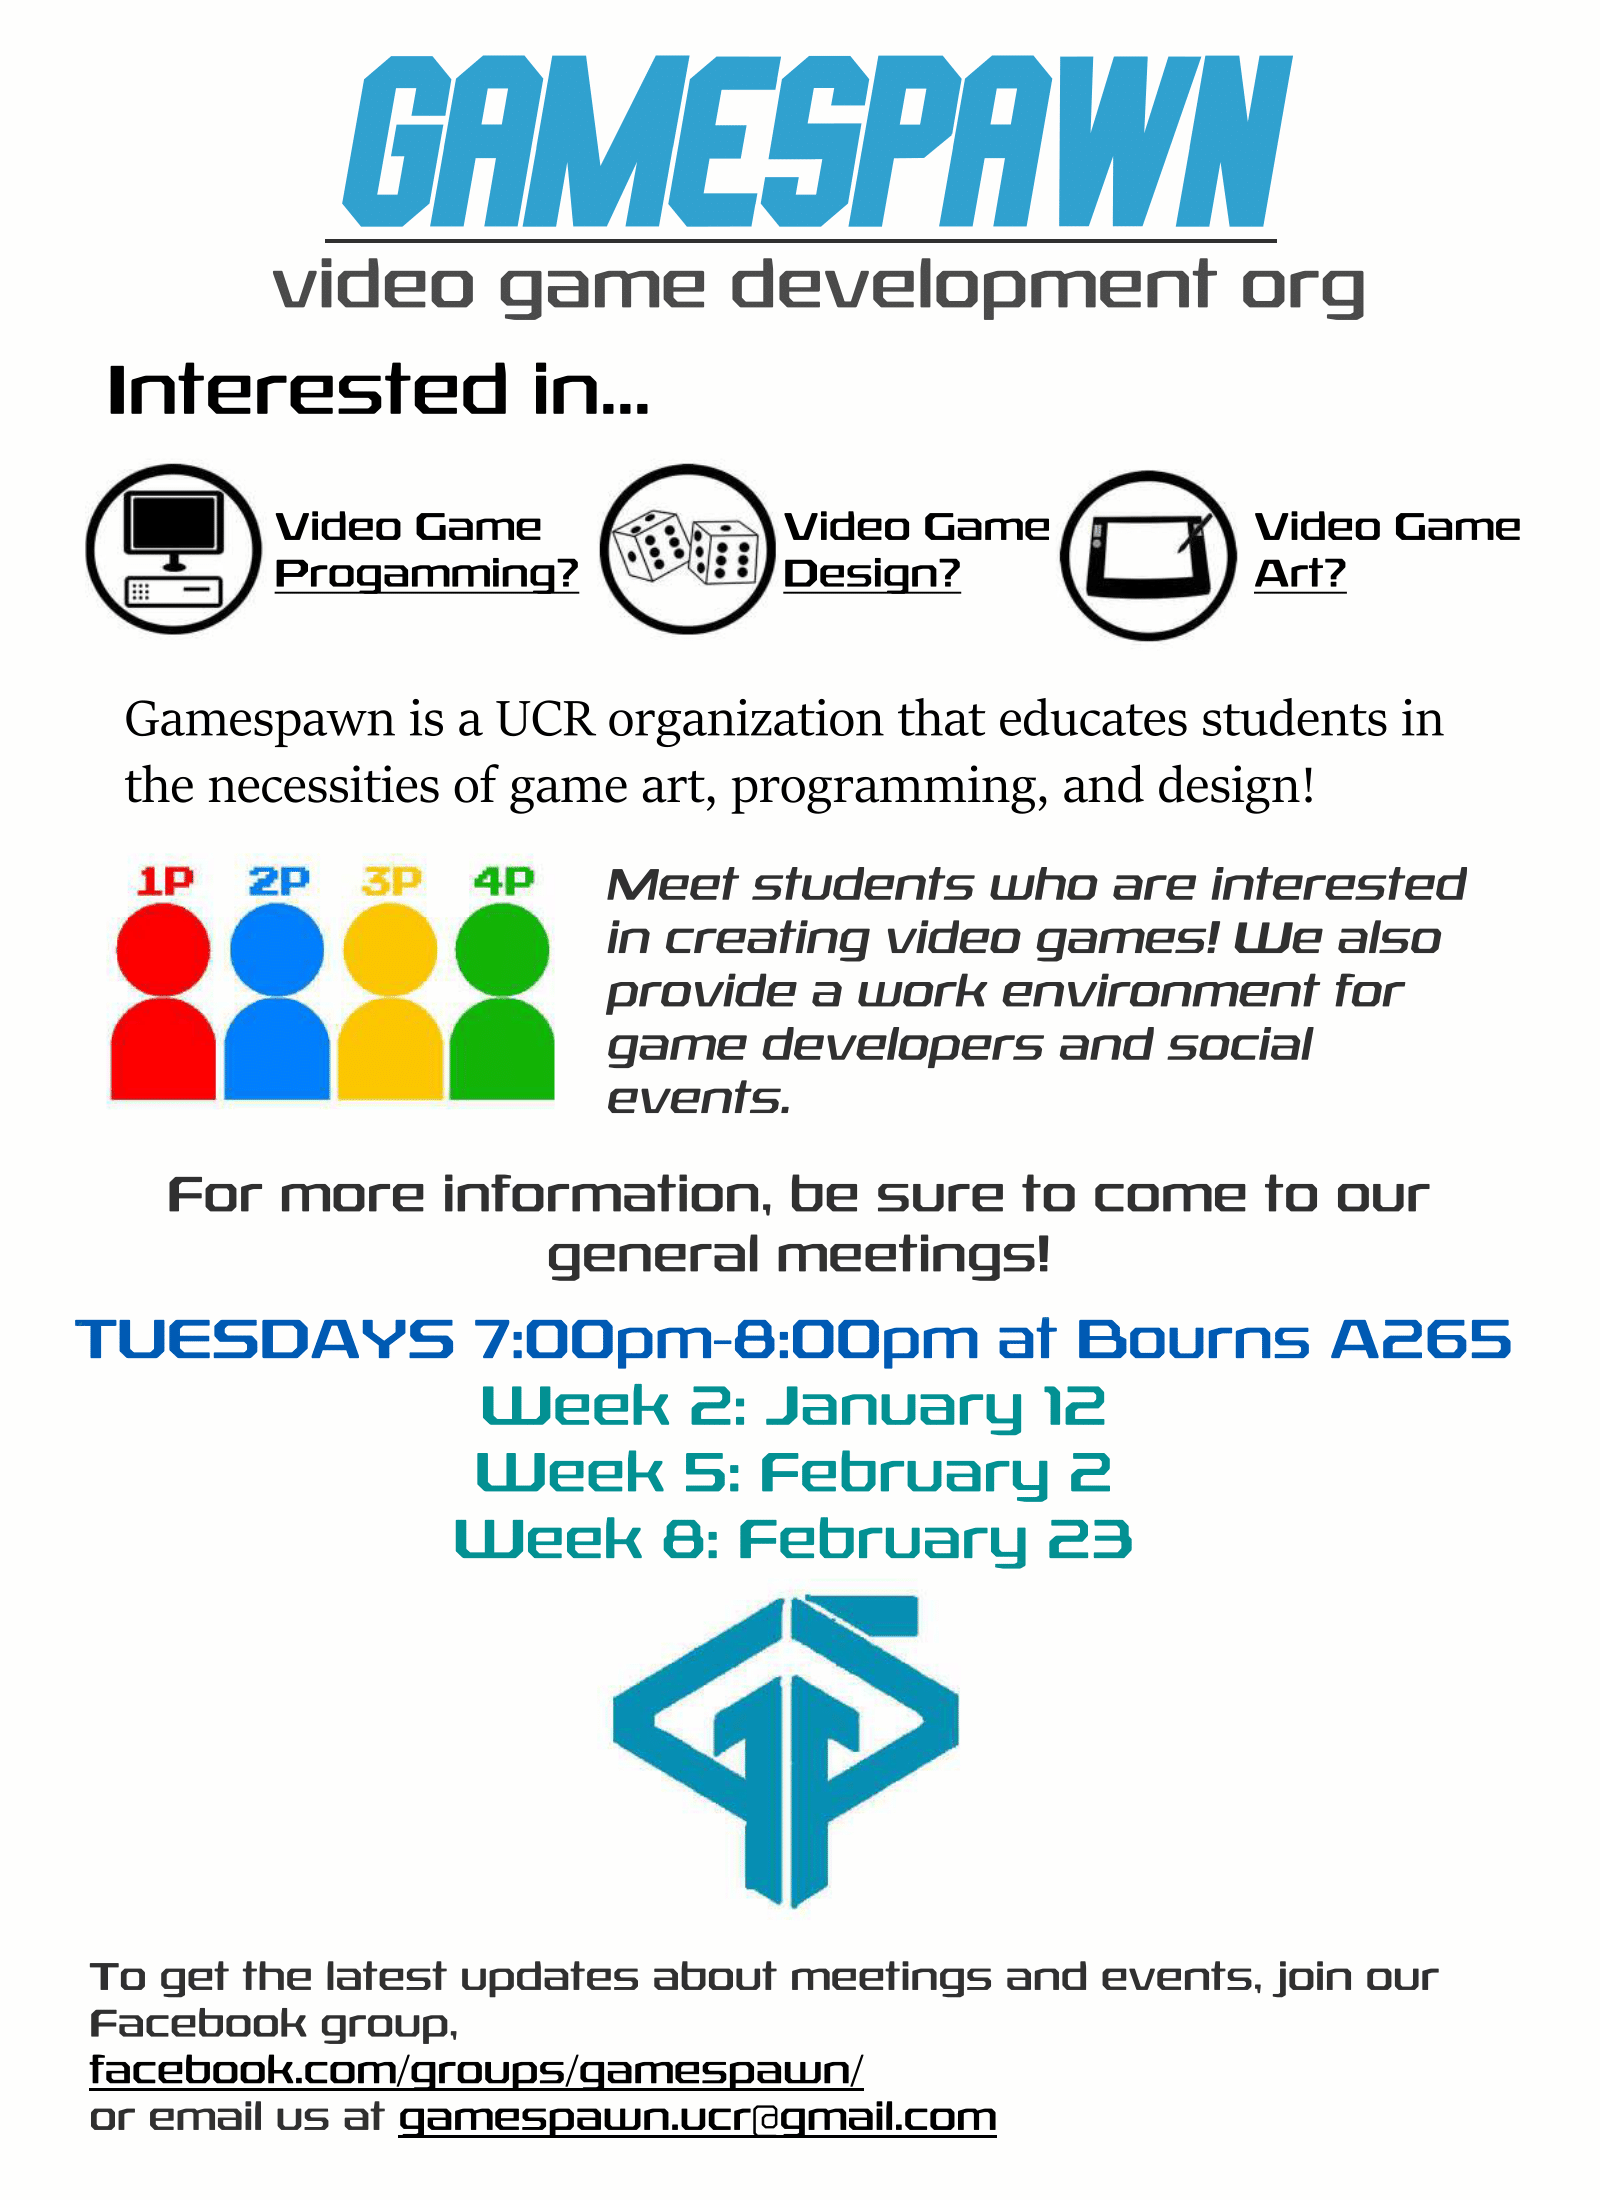 GAMESPAWN
video game development org
Interested in...
Video Game
Progamming?
Video Game
Design?
Video Game
Art?
Gamespawn is a UCR organization that educates students in
the necessities of game art, programming, and design!
1P 2P 3P 4P
Meet students who are interested
in creating video games! We also
provide a work environment for
game developers and social
events.
For more information, be sure to come to our
general meetings!
TUESDAYS 7:00pm-8:00pm at Bourns A265
Week 2: January 12
Week 5: February 2
Week 8: February 23
To get the latest updates about meetings and events, join our
Facebook group,
facebook.com/groups/gamespawn/
or email us at gamespawn.ucr@gmail.com